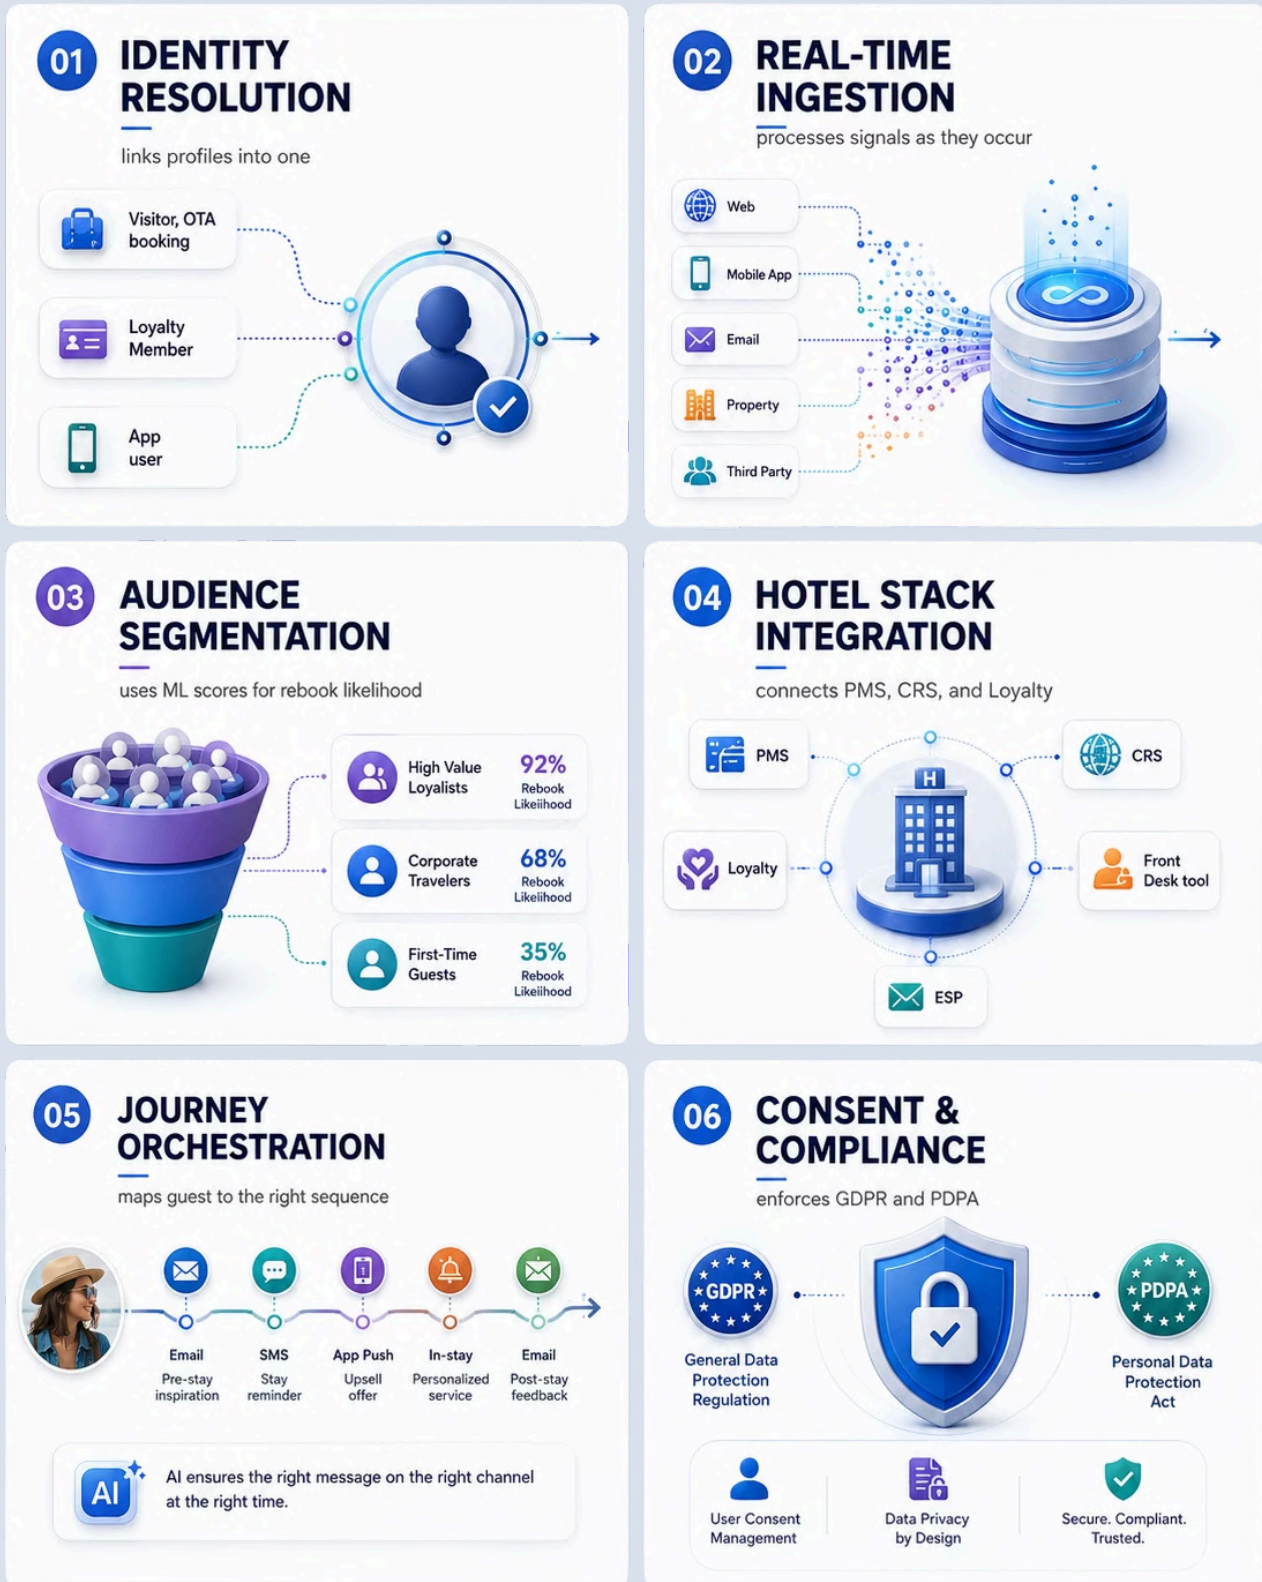 01
IDENTITY
RESOLUTION
links profiles into one
Visitor, OTA
booking
Loyalty
Member
App
user
02
REAL-TIME
INGESTION
processes signals as they occur
Web
Mobile App
Email
Property
Third Party
03
AUDIENCE
SEGMENTATION
uses ML scores for rebook likelihood
High Value
Loyalists
92%
Rebook
Likelihood
Corporate
Travelers
68%
Rebook
Likelihood
First-Time
Guests
35%
Rebook
Likelihood
04
HOTEL STACK
INTEGRATION
connects PMS, CRS, and Loyalty
PMS
CRS
H
Loyalty
Front
Desk tool
ESP
05
JOURNEY
ORCHESTRATION
maps guest to the right sequence
Email
Pre-stay
inspiration
SMS
Stay
reminder
App Push
Upsell
offer
In-stay
Personalized
service
Email
Post-stay
feedback
AI
AI ensures the right message on the right channel
at the right time.
06
CONSENT &
COMPLIANCE
enforces GDPR and PDPA
GDPR
General Data
Protection
Regulation
PDPA
Personal Data
Protection
Act
User Consent
Management
Data Privacy
by Design
Secure. Compliant.
Trusted.